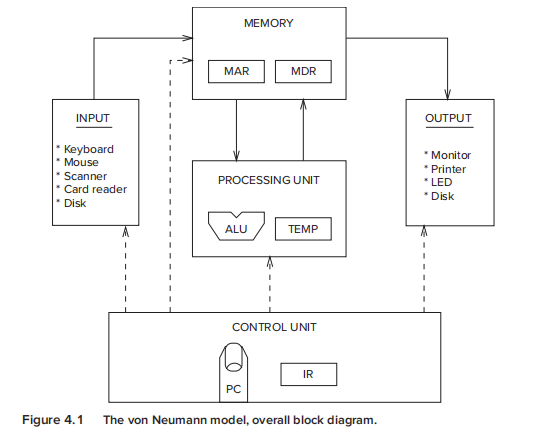 MEMORY
MAR
MDR
INPUT
* Keyboard
* Mouse
* Scanner
* Card reader
* Disk
OUTPUT
* Monitor
* Printer
* LED
* Disk
PROCESSING UNIT
ALU
TEMP
CONTROL UNIT
PC
IR
Figure 4.1 The von Neumann model, overall block diagram.